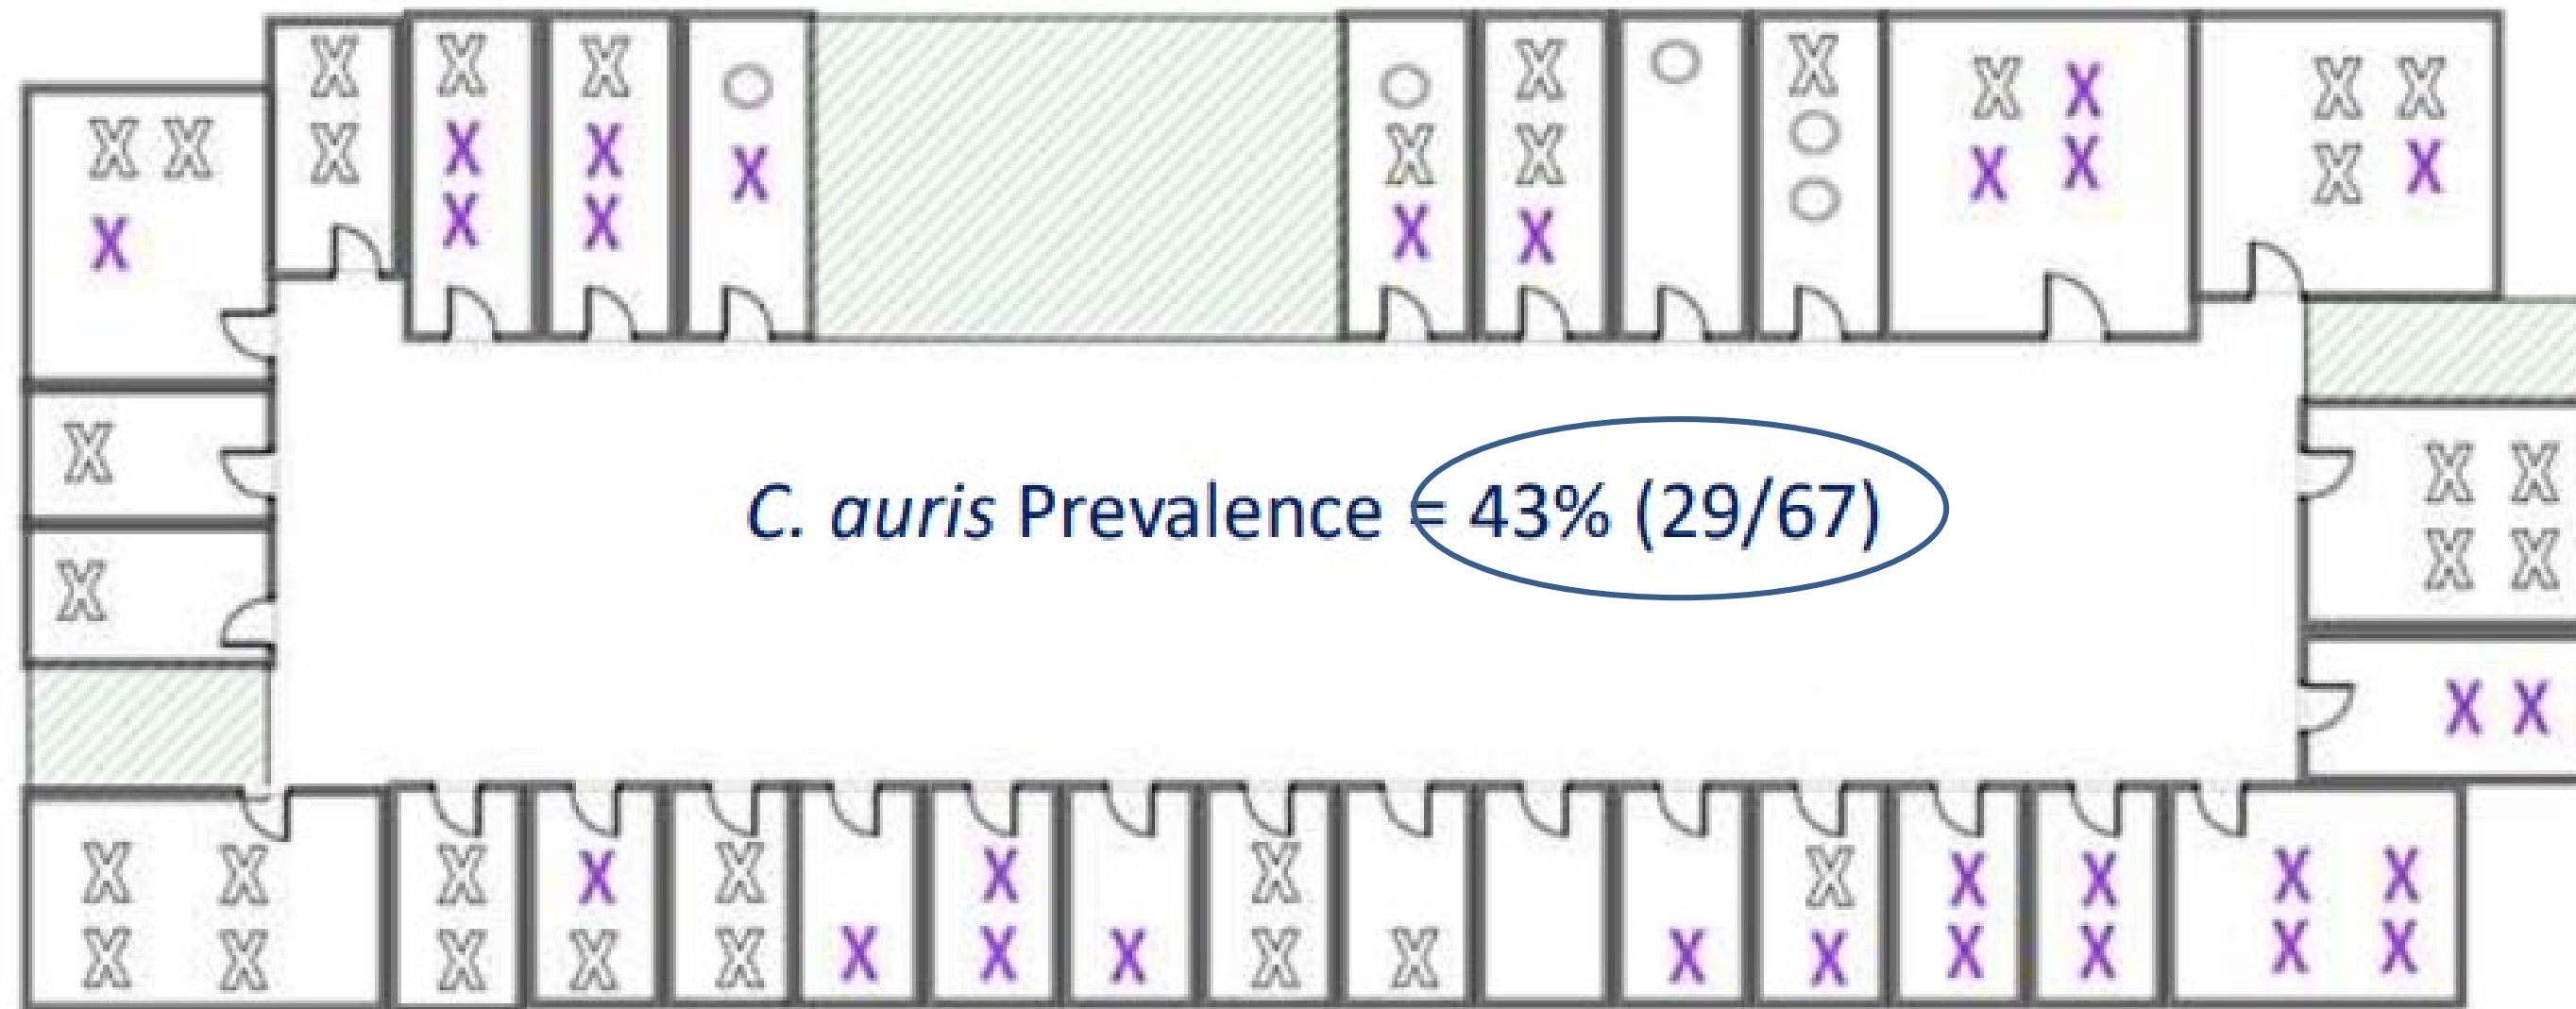 X X X X
X X X X X X X
X X X X X
X X X X X
X X X X X X
X X X
X X X
C. auris Prevalence = 43% (29/67)
X
X X
X X
X X
X X X X X X X X X X X
X X X X X X X X X X X X X X X